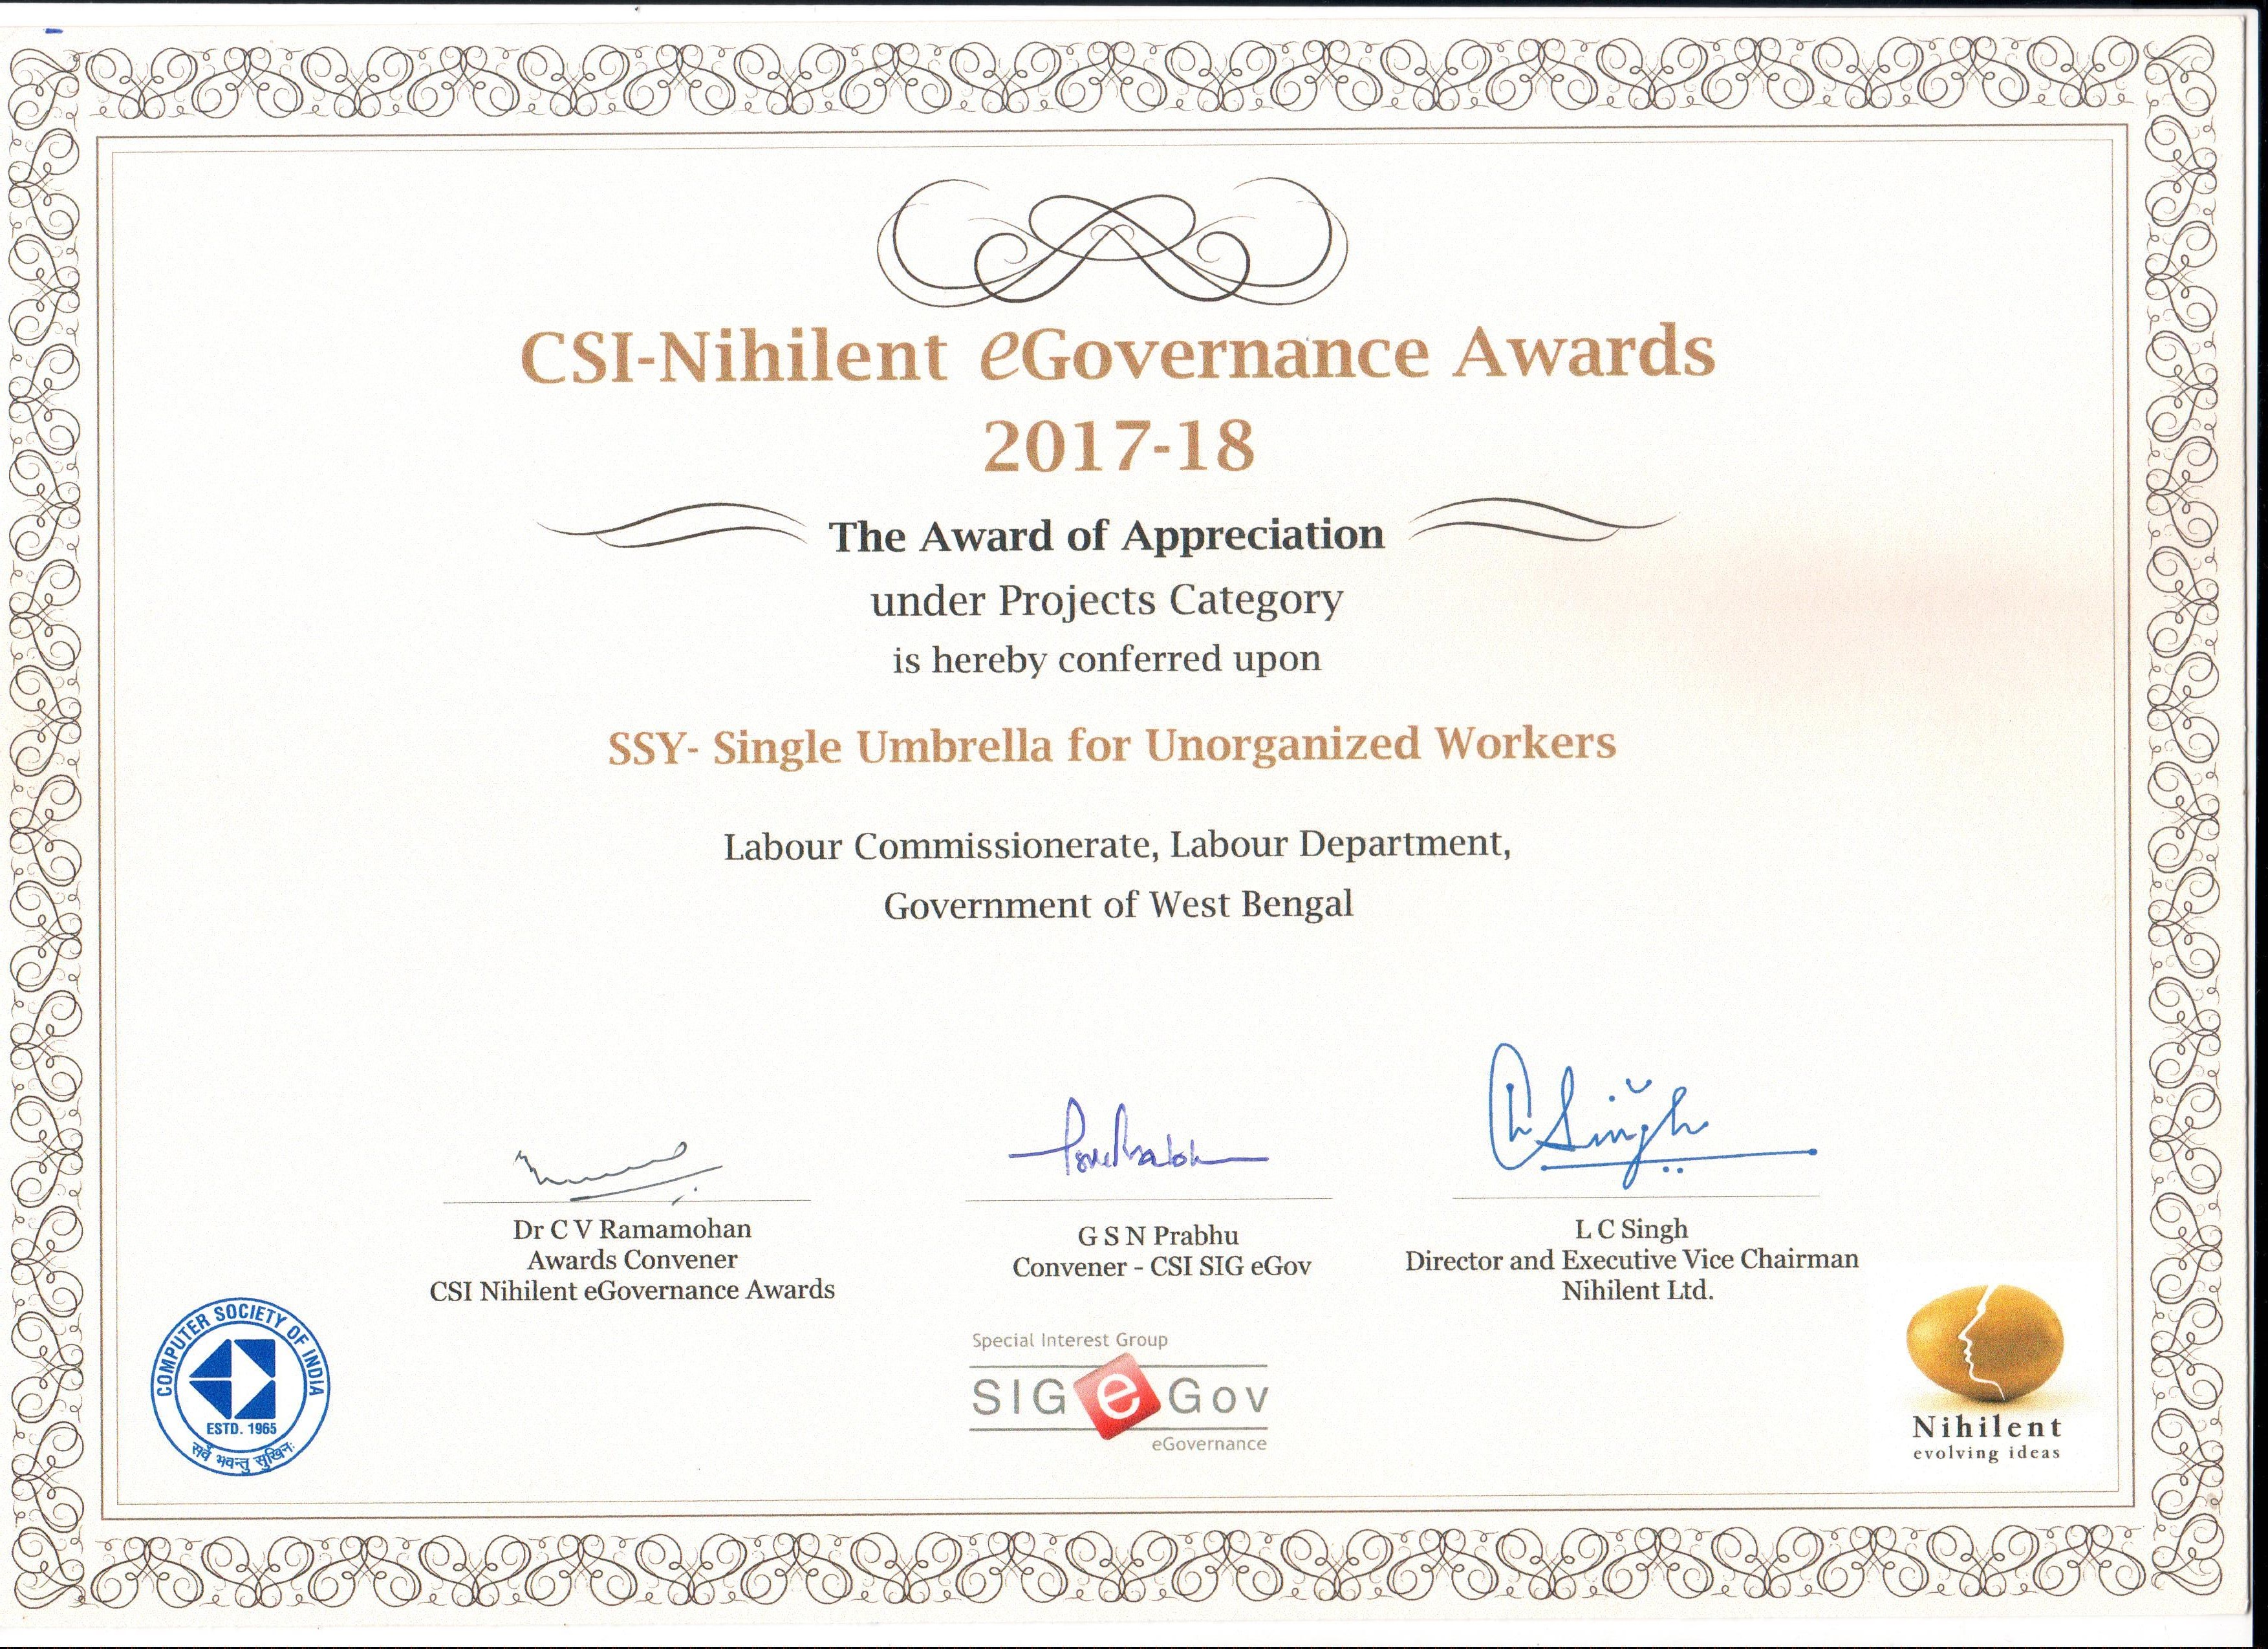 CSI-Nihilent eGovernance Awards
2017-18
The Award of Appreciation
under Projects Category
is hereby conferred upon
SSY- Single Umbrella for Unorganized Workers
Labour Commissionerate, Labour Department,
Government of West Bengal
Singh
Dr C V Ramamohan
Awards Convener
CSI Nihilent eGovernance Awards
G S N Prabhu
Convener - CSI SIG eGov
L C Singh
Director and Executive Vice Chairman
Nihilent Ltd.
COMPUTER SOCIETY OF INDIA
ESTD. 1965
सर्वे भवन्तु सुखिनः
Special Interest Group
SIG e Gov
eGovernance
Nihilent
evolving ideas